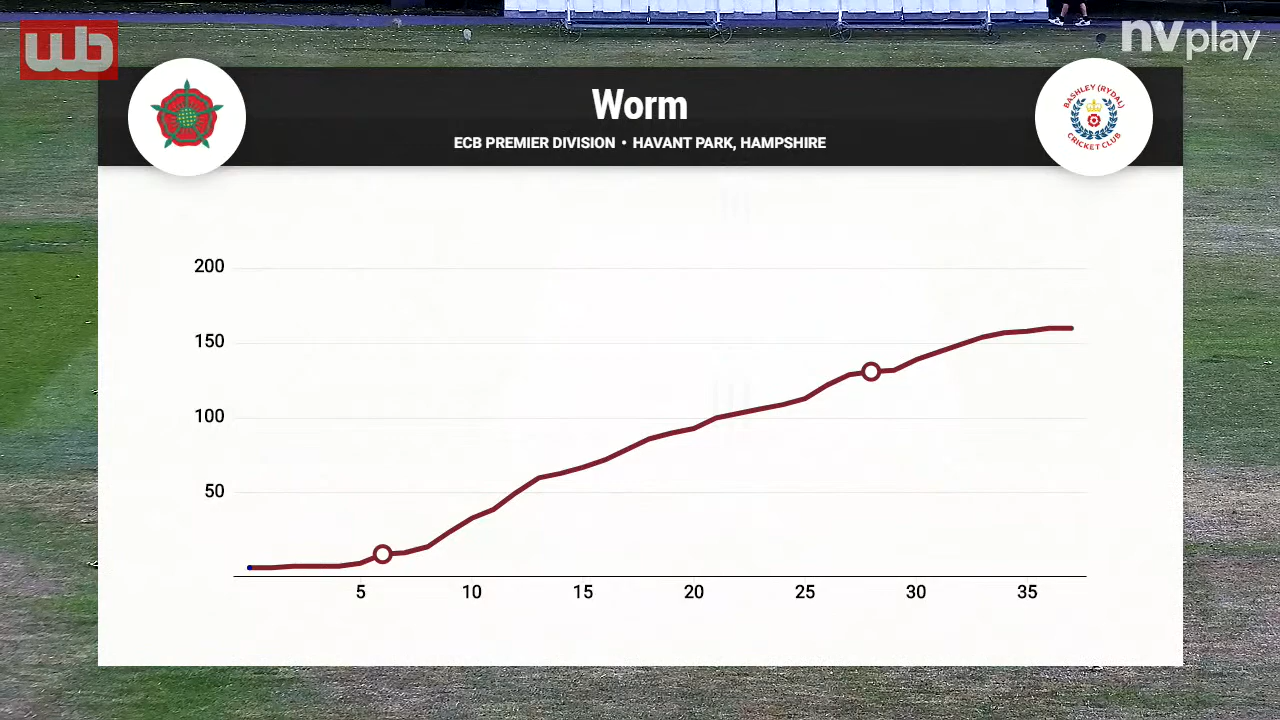 wb
nvplay
Worm
ECB PREMIER DIVISION • HAVANT PARK, HAMPSHIRE
BASHLEY (RYDAL)
CRICKET CLUB
200
150
100
50
5 10 15 20 25 30 35